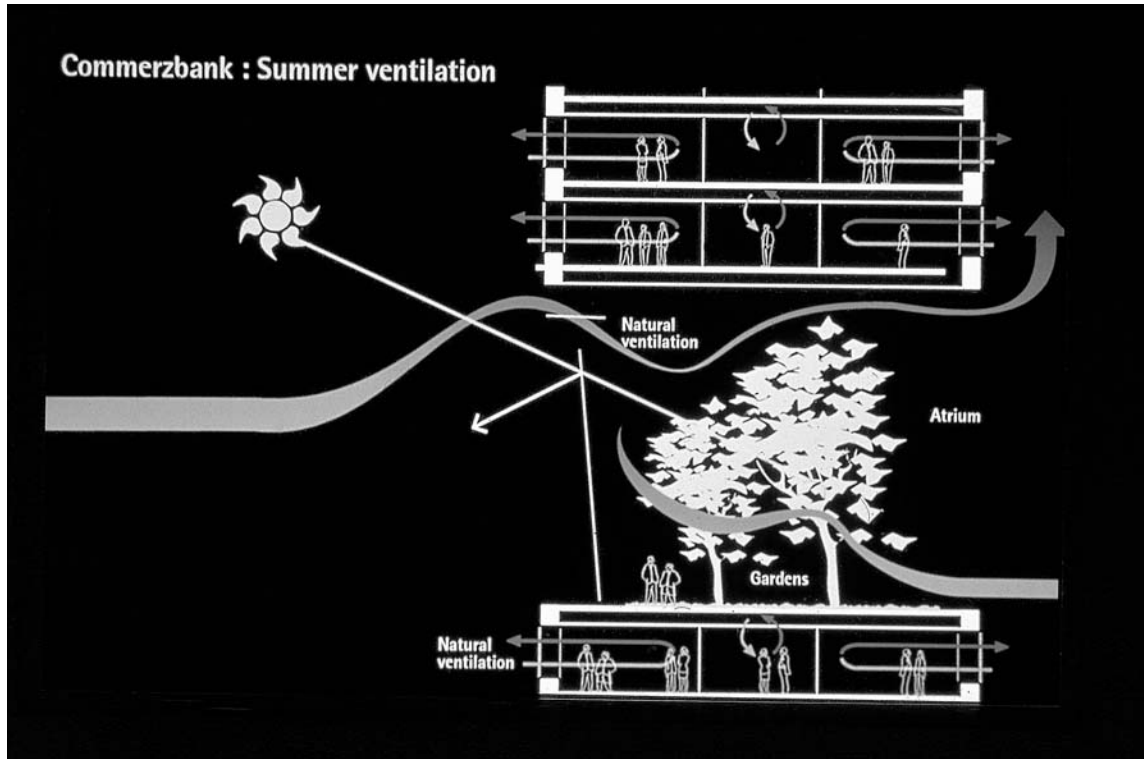 Commerzbank : Summer ventilation
Natural
ventilation
Atrium
Gardens
Natural
ventilation